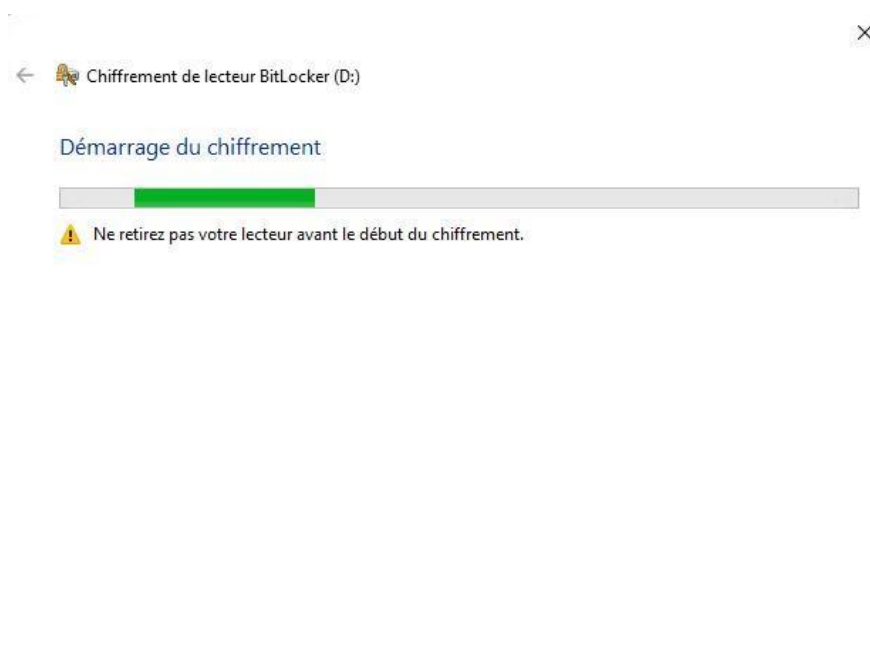 Chiffrement de lecteur BitLocker (D:)
Démarrage du chiffrement
Ne retirez pas votre lecteur avant le début du chiffrement.